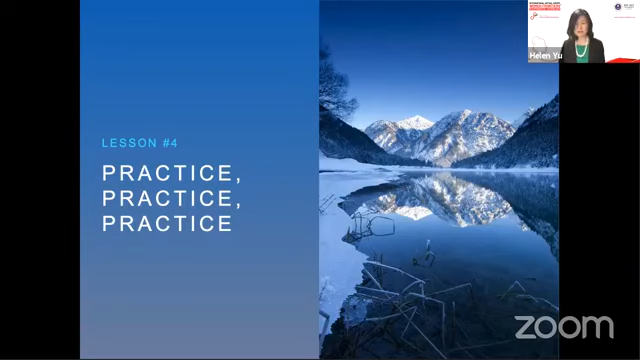 LESSON #4
PRACTICE,
PRACTICE,
PRACTICE
Helen Yu
zoom